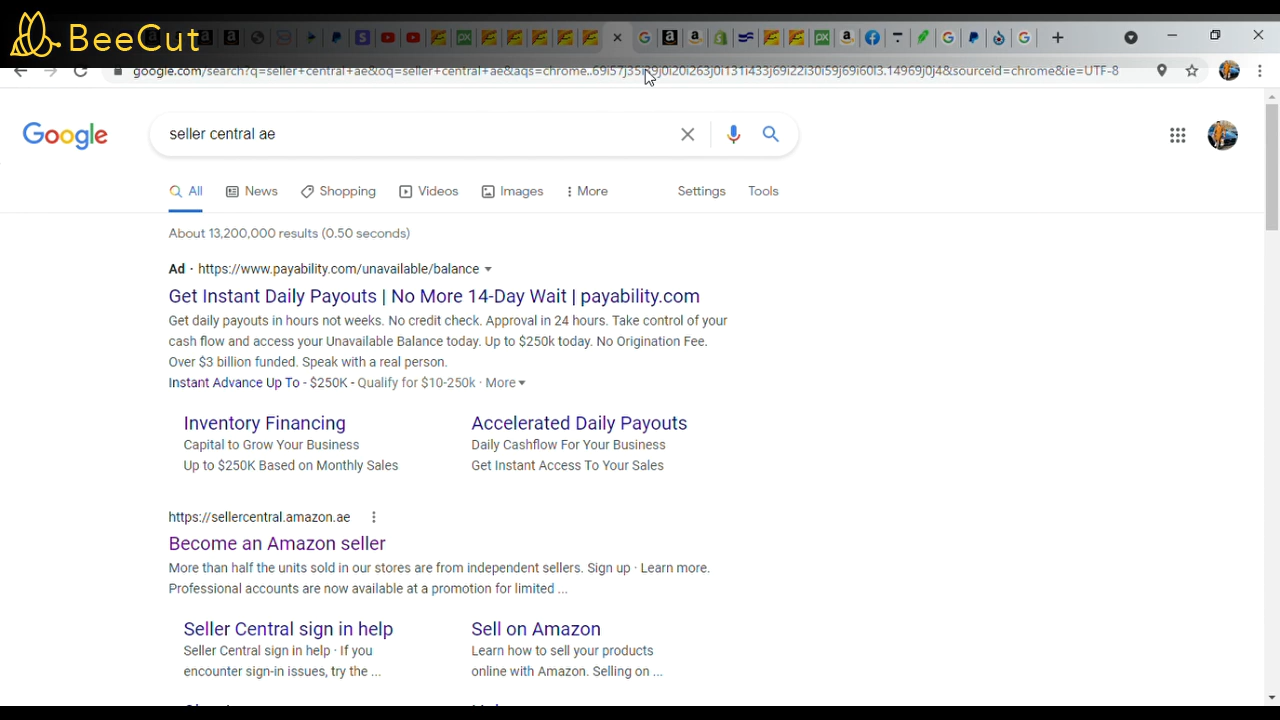 BeeCut
google.com/search?q=seller+central+ae&oq=seller+central+ae&aqs=chrome..69i57j35i39j0i20i263j0i131i433j69i22i30i59j69i60l3.14969j0j4&sourceid=chrome&ie=UTF-8
Google
seller central ae
All News Shopping Videos Images More Settings Tools
About 13,200,000 results (0.50 seconds)
Ad · https://www.payability.com/unavailable/balance
Get Instant Daily Payouts | No More 14-Day Wait | payability.com
Get daily payouts in hours not weeks. No credit check. Approval in 24 hours. Take control of your
cash flow and access your Unavailable Balance today. Up to $250k today. No Origination Fee.
Over $3 billion funded. Speak with a real person.
Instant Advance Up To - $250K - Qualify for $10-250k · More
Inventory Financing
Capital to Grow Your Business
Up to $250K Based on Monthly Sales
Accelerated Daily Payouts
Daily Cashflow For Your Business
Get Instant Access To Your Sales
https://sellercentral.amazon.ae
Become an Amazon seller
More than half the units sold in our stores are from independent sellers. Sign up · Learn more.
Professional accounts are now available at a promotion for limited ...
Seller Central sign in help
Seller Central sign in help · If you
encounter sign-in issues, try the ...
Sell on Amazon
Learn how to sell your products
online with Amazon. Selling on ...